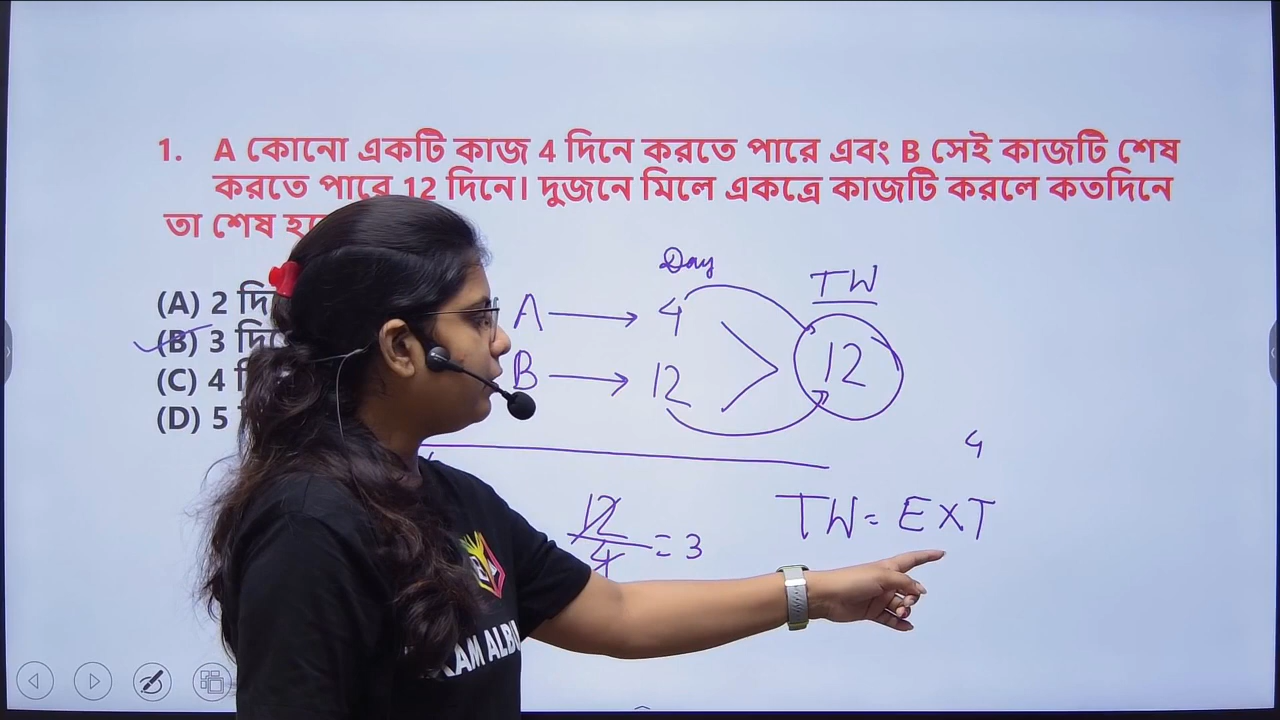 1. A কোনো একটি কাজ 4 দিনে করতে পারে এবং B সেই কাজটি শেষ
করতে পারে 12 দিনে। দুজনে মিলে একত্রে কাজটি করলে কতদিনে
তা শেষ
(A) 2
(B) 3
(C) 4
(D) 5
Day
TW
A → 4
B → 12
12
4
12/4 = 3
TW = EXT